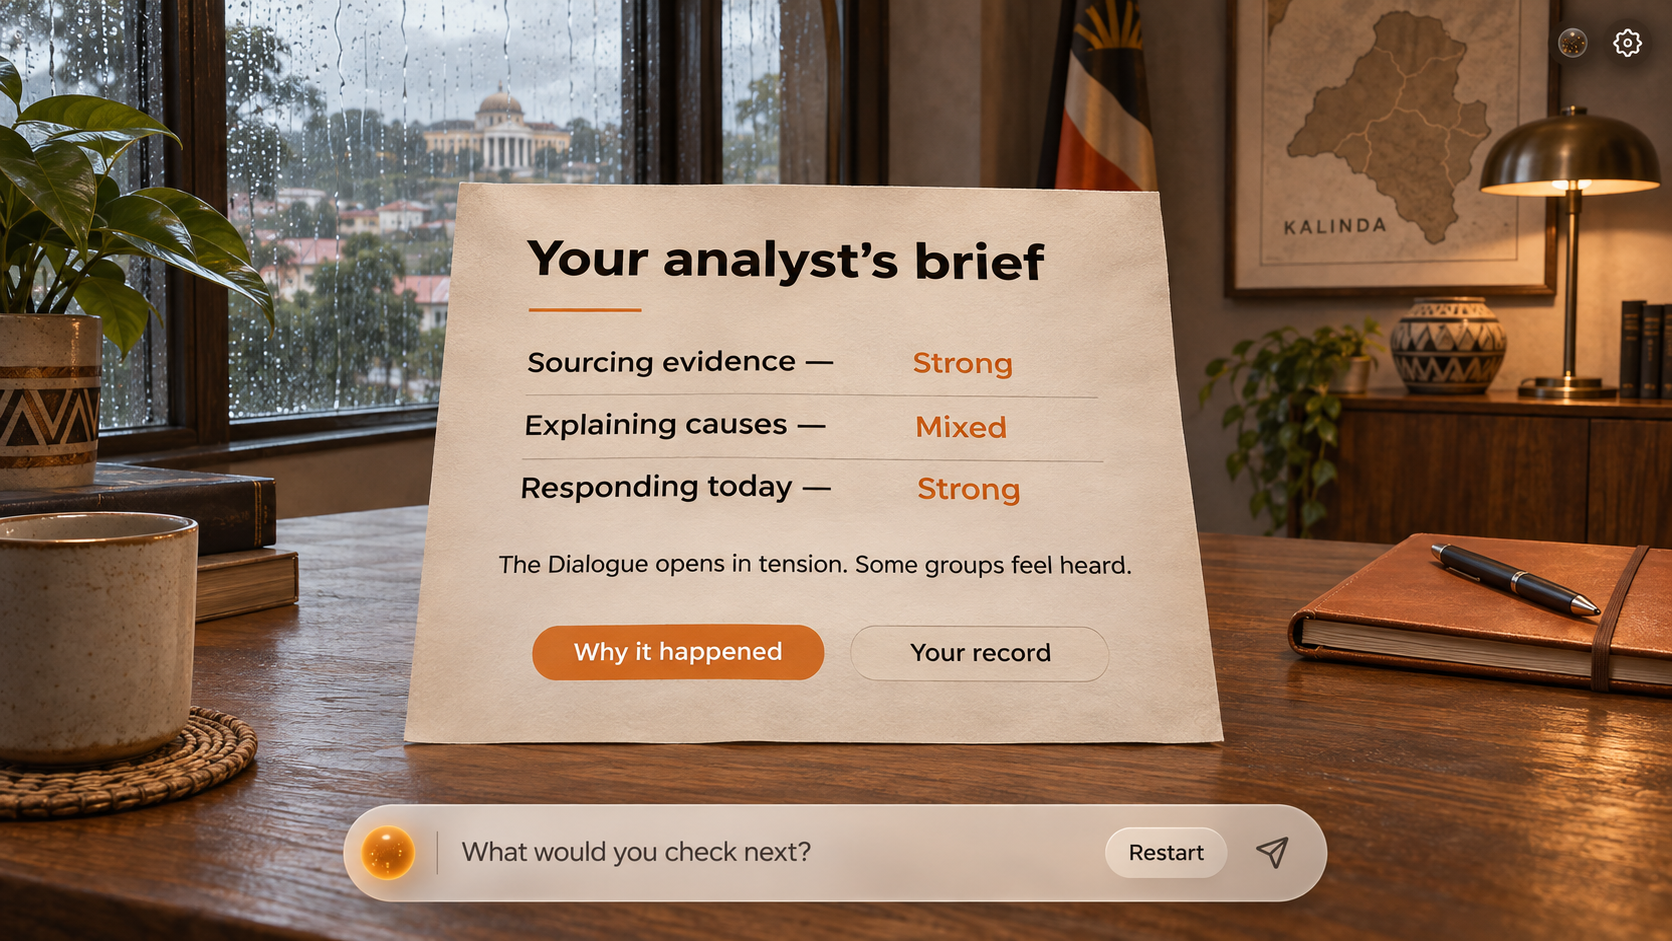 KALINDA
Your analyst's brief
Sourcing evidence — Strong
Explaining causes — Mixed
Responding today — Strong
The Dialogue opens in tension. Some groups feel heard.
Why it happened
Your record
What would you check next?
Restart